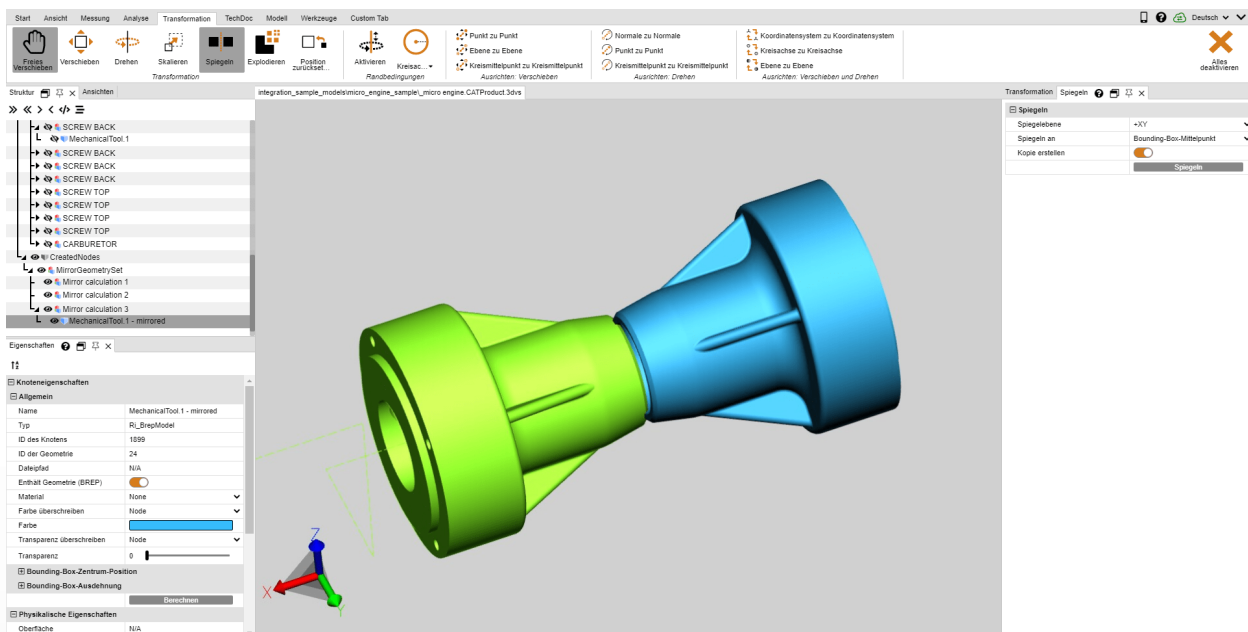 Start Ansicht Messung Analyse Transformation TechDoc Modell Werkzeuge Custom Tab
Deutsch
Freies Verschieben
Verschieben
Drehen
Skalieren
Spiegeln
Explodieren
Position zurückset...
Transformation
Aktivieren
Kreisac...
Randbedingungen
Punkt zu Punkt
Ebene zu Ebene
Kreismittelpunkt zu Kreismittelpunkt
Ausrichten: Verschieben
Normale zu Normale
Punkt zu Punkt
Kreismittelpunkt zu Kreismittelpunkt
Ausrichten: Drehen
Koordinatensystem zu Koordinatensystem
Kreisachse zu Kreisachse
Ebene zu Ebene
Ausrichten: Verschieben und Drehen
Alles deaktivieren
Struktur Ansichten
SCREW BACK
MechanicalTool.1
SCREW BACK
SCREW BACK
SCREW BACK
SCREW TOP
SCREW TOP
SCREW TOP
SCREW TOP
CARBURETOR
CreatedNodes
MirrorGeometrySet
Mirror calculation 1
Mirror calculation 2
Mirror calculation 3
MechanicalTool.1 - mirrored
Eigenschaften
Knoteneigenschaften
Allgemein
Name MechanicalTool.1 - mirrored
Typ Ri_BrepModel
ID des Knotens 1899
ID der Geometrie 24
Dateipfad N/A
Enthält Geometrie (BREP)
Material None
Farbe überschreiben Node
Farbe
Transparenz überschreiben Node
Transparenz 0
Bounding-Box-Zentrum-Position
Bounding-Box-Ausdehnung
Berechnen
Physikalische Eigenschaften
Oberfläche N/A
integration_sample_models\micro_engine_sample\_micro engine.CATProduct.3dvs
Z
X
Y
Transformation Spiegeln
Spiegeln
Spiegelebene +XY
Spiegeln an Bounding-Box-Mittelpunkt
Kopie erstellen
Spiegeln